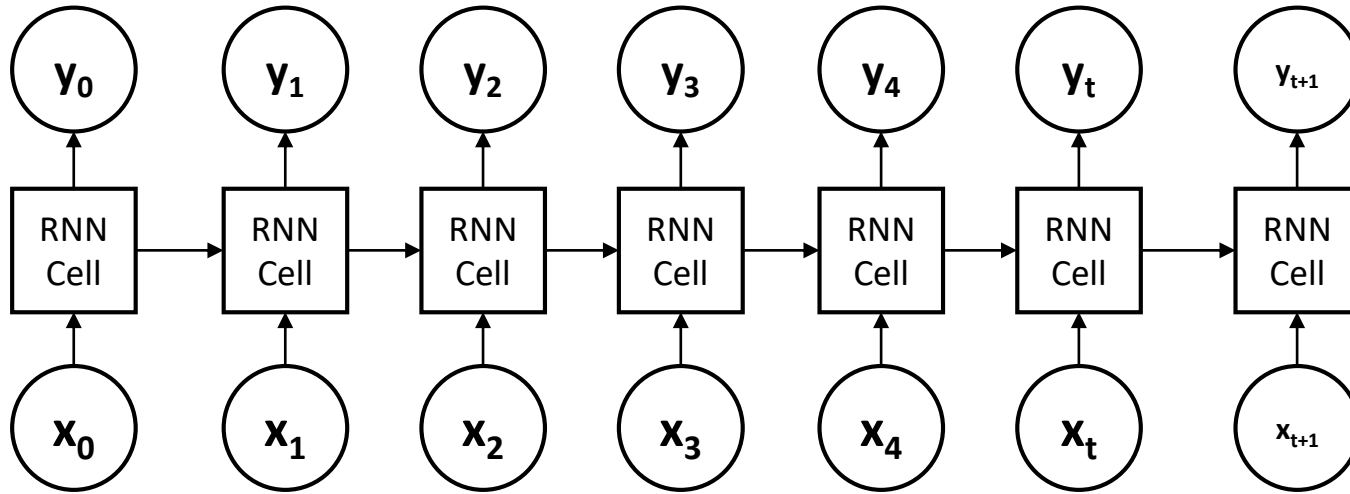 y0 y1 y2 y3 y4 yt yt+1
RNN RNN RNN RNN RNN RNN RNN
Cell Cell Cell Cell Cell Cell Cell
x0 x1 x2 x3 x4 xt xt+1